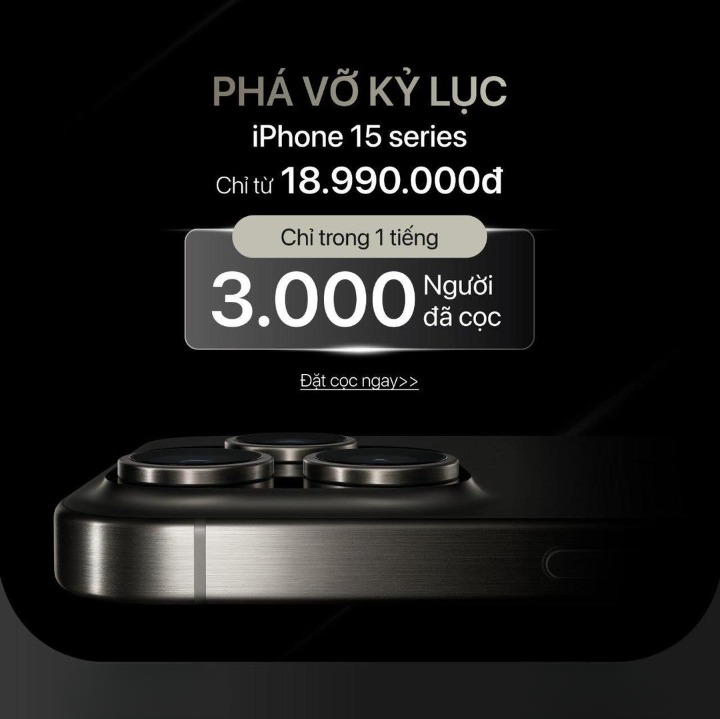 PHÁ VỠ KỶ LỤC
iPhone 15 series
Chỉ từ 18.990.000đ
Chỉ trong 1 tiếng
3.000 Người
đã cọc
Đặt cọc ngay>>